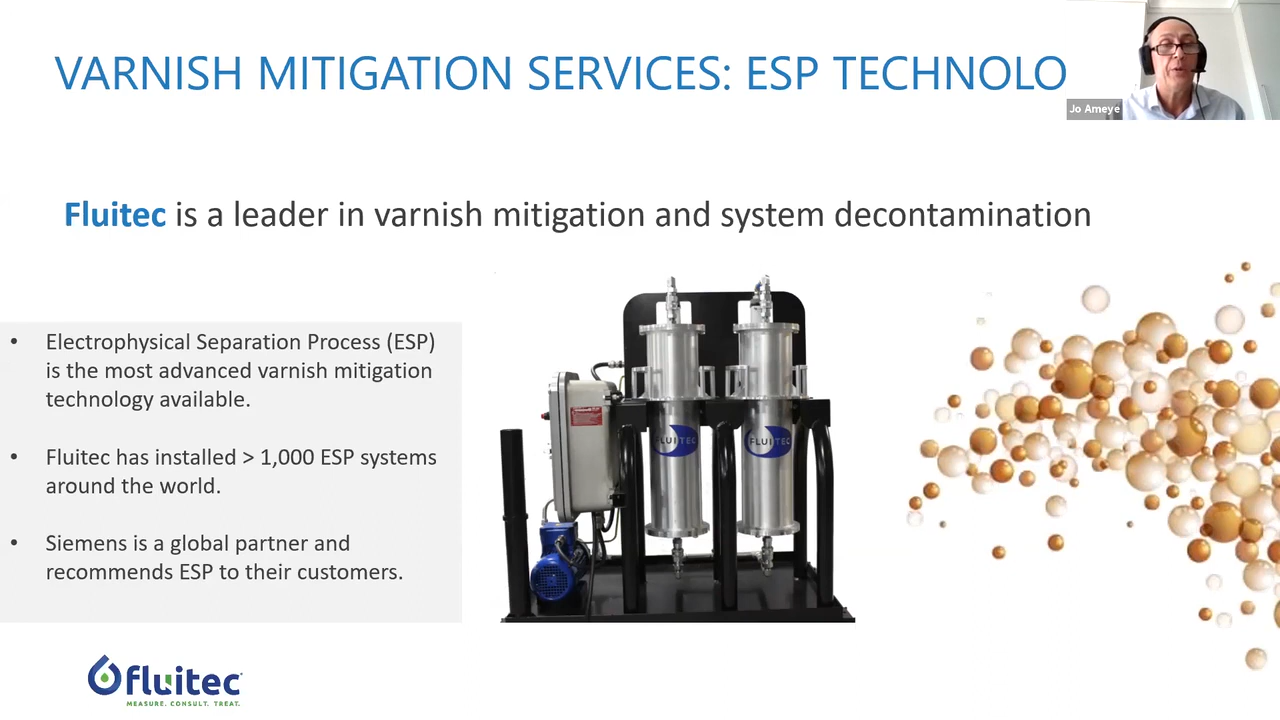 VARNISH MITIGATION SERVICES: ESP TECHNOLO
Jo Ameye
Fluitec is a leader in varnish mitigation and system decontamination
• Electrophysical Separation Process (ESP)
is the most advanced varnish mitigation
technology available.
• Fluitec has installed > 1,000 ESP systems
around the world.
• Siemens is a global partner and
recommends ESP to their customers.
FLUITEC
FLUITEC
fluitec
MEASURE. CONSULT. TREAT.